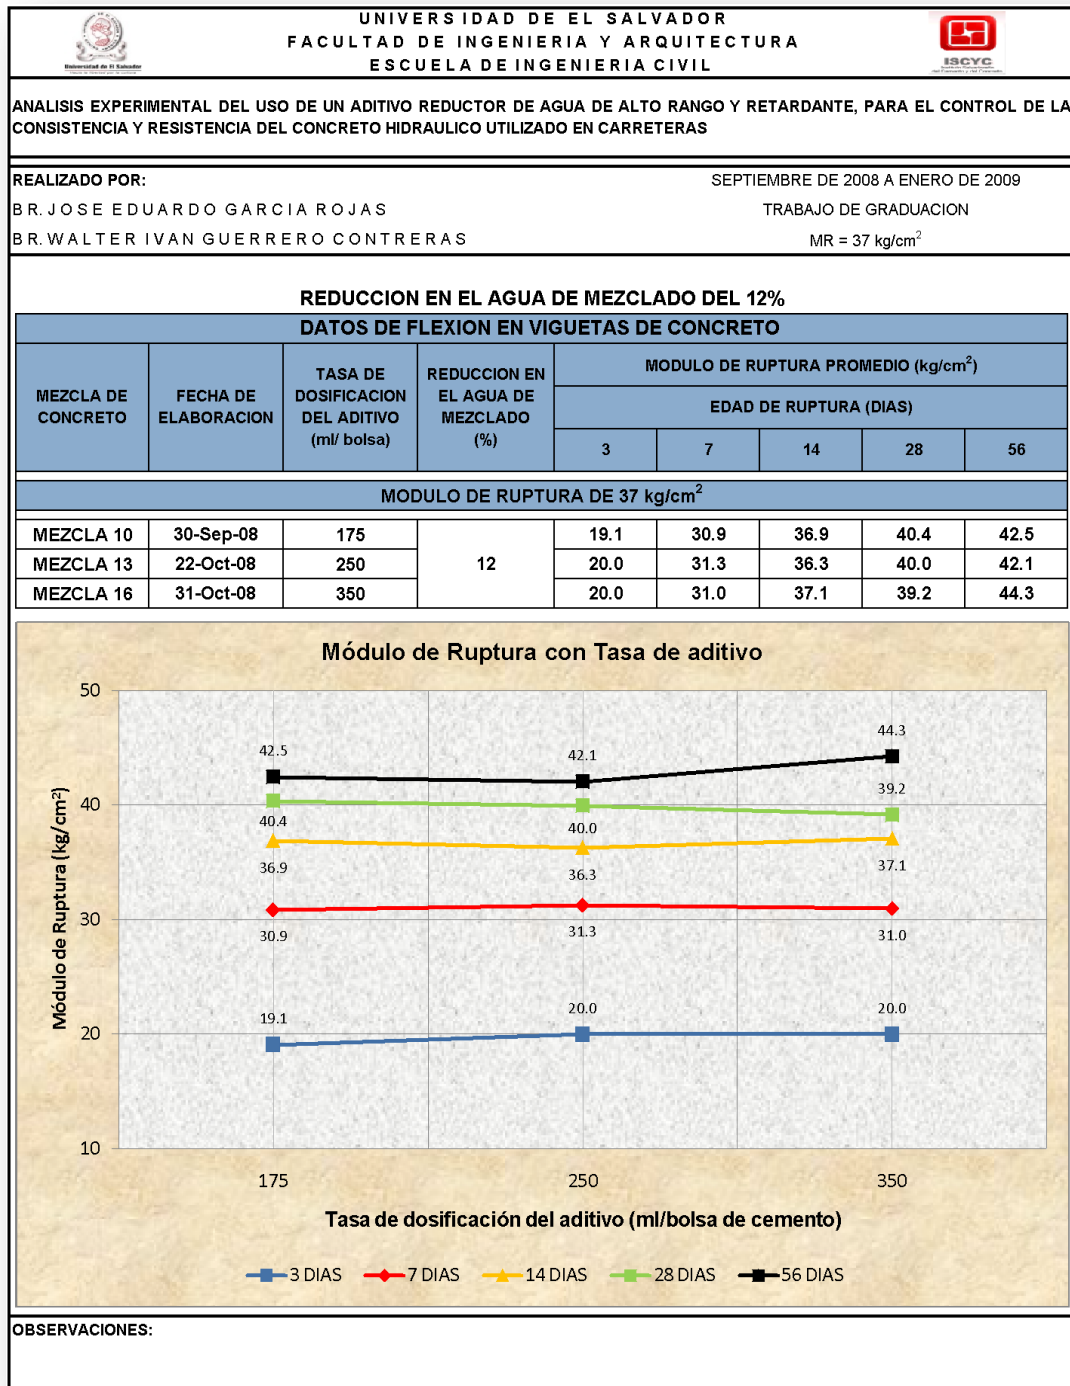 UNIVERSIDAD DE EL SALVADOR
FACULTAD DE INGENIERIA Y ARQUITECTURA
ESCUELA DE INGENIERIA CIVIL
Universidad de El Salvador
ISCYC
ANALISIS EXPERIMENTAL DEL USO DE UN ADITIVO REDUCTOR DE AGUA DE ALTO RANGO Y RETARDANTE, PARA EL CONTROL DE LA
CONSISTENCIA Y RESISTENCIA DEL CONCRETO HIDRAULICO UTILIZADO EN CARRETERAS
REALIZADO POR:
SEPTIEMBRE DE 2008 A ENERO DE 2009
BR. JOSE EDUARDO GARCIA ROJAS
TRABAJO DE GRADUACION
BR. WALTER IVAN GUERRERO CONTRERAS
MR = 37 kg/cm²
REDUCCION EN EL AGUA DE MEZCLADO DEL 12%
DATOS DE FLEXION EN VIGUETAS DE CONCRETO
MEZCLA DE
CONCRETO
FECHA DE
ELABORACION
TASA DE
DOSIFICACION
DEL ADITIVO
(ml/ bolsa)
REDUCCION EN
EL AGUA DE
MEZCLADO
(%)
MODULO DE RUPTURA PROMEDIO (kg/cm²)
EDAD DE RUPTURA (DIAS)
3 7 14 28 56
MODULO DE RUPTURA DE 37 kg/cm²
MEZCLA 10 30-Sep-08 175 19.1 30.9 36.9 40.4 42.5
MEZCLA 13 22-Oct-08 250 12 20.0 31.3 36.3 40.0 42.1
MEZCLA 16 31-Oct-08 350 20.0 31.0 37.1 39.2 44.3
Módulo de Ruptura con Tasa de aditivo
Módulo de Ruptura (kg/cm²)
50
40
30
20
10
42.5 42.1 44.3
40.4 40.0 39.2
36.9 36.3 37.1
30.9 31.3 31.0
19.1 20.0 20.0
175 250 350
Tasa de dosificación del aditivo (ml/bolsa de cemento)
3 DIAS 7 DIAS 14 DIAS 28 DIAS 56 DIAS
OBSERVACIONES: